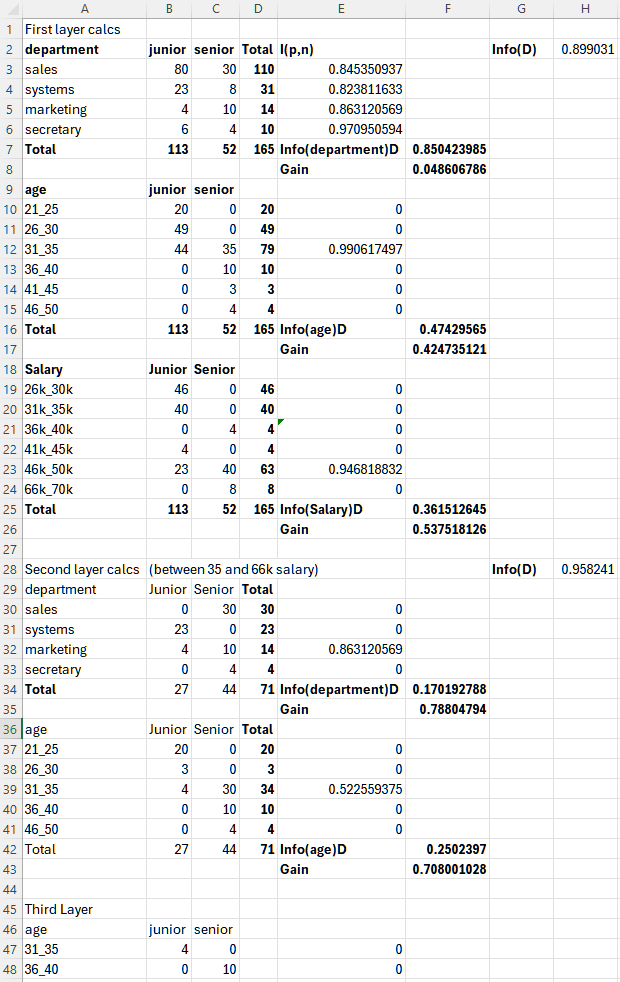 A B C D E F G H
1 First layer calcs
2 department junior senior Total I(p,n) Info(D) 0.899031
3 sales 80 30 110 0.845350937
4 systems 23 8 31 0.823811633
5 marketing 4 10 14 0.863120569
6 secretary 6 4 10 0.970950594
7 Total 113 52 165 Info(department)D 0.850423985
8 Gain 0.048606786
9 age junior senior
10 21_25 20 0 20 0
11 26_30 49 0 49 0
12 31_35 44 35 79 0.990617497
13 36_40 0 10 10 0
14 41_45 0 3 3 0
15 46_50 0 4 4 0
16 Total 113 52 165 Info(age)D 0.47429565
17 Gain 0.424735121
18 Salary Junior Senior
19 26k_30k 46 0 46 0
20 31k_35k 40 0 40 0
21 36k_40k 0 4 4 0
22 41k_45k 4 0 4 0
23 46k_50k 23 40 63 0.946818832
24 66k_70k 0 8 8 0
25 Total 113 52 165 Info(Salary)D 0.361512645
26 Gain 0.537518126
27
28 Second layer calcs (between 35 and 66k salary) Info(D) 0.958241
29 department Junior Senior Total
30 sales 0 30 30 0
31 systems 23 0 23 0
32 marketing 4 10 14 0.863120569
33 secretary 0 4 4 0
34 Total 27 44 71 Info(department)D 0.170192788
35 Gain 0.78804794
36 age Junior Senior Total
37 21_25 20 0 20 0
38 26_30 3 0 3 0
39 31_35 4 30 34 0.522559375
40 36_40 0 10 10 0
41 46_50 0 4 4 0
42 Total 27 44 71 Info(age)D 0.2502397
43 Gain 0.708001028
44
45 Third Layer
46 age junior senior
47 31_35 4 0 0
48 36_40 0 10 0